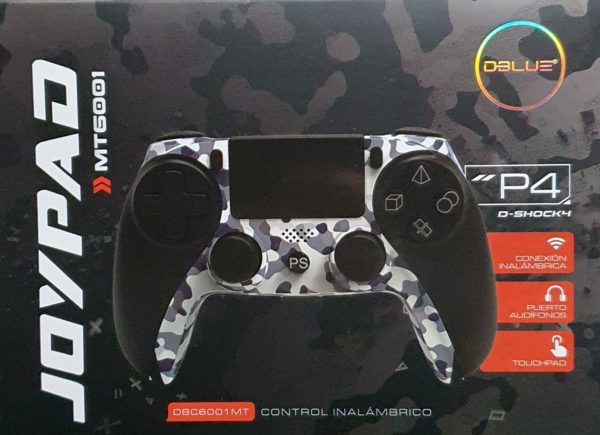 JOYPAD
MT6001
DBLUE®
P4
D-SHOCK4
CONEXIÓN
INALÁMBRICA
PUERTO
AUDÍFONOS
TOUCHPAD
PS
DBC6001MT CONTROL INALÁMBRICO